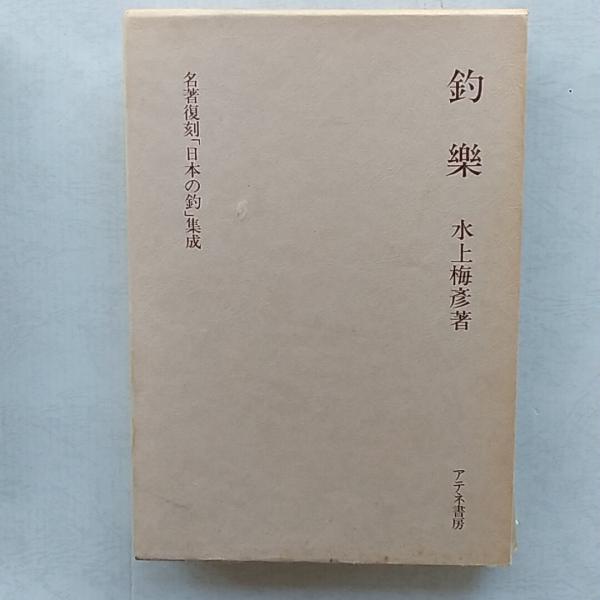 釣樂
水上梅彦著
アテネ書房
名著復刻「日本の釣」集成